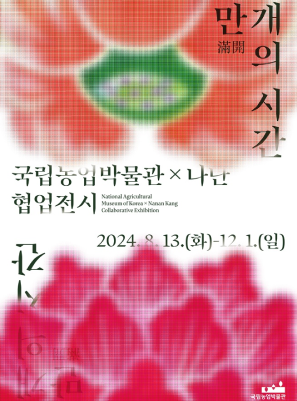 만개의 시간
滿開
국립농업박물관×나난
협업전시
National Agricultural
Museum of Korea × Nanan Kang
Collaborative Exhibition
2024. 8. 13.(화)-12. 1.(일)
국립농업박물관